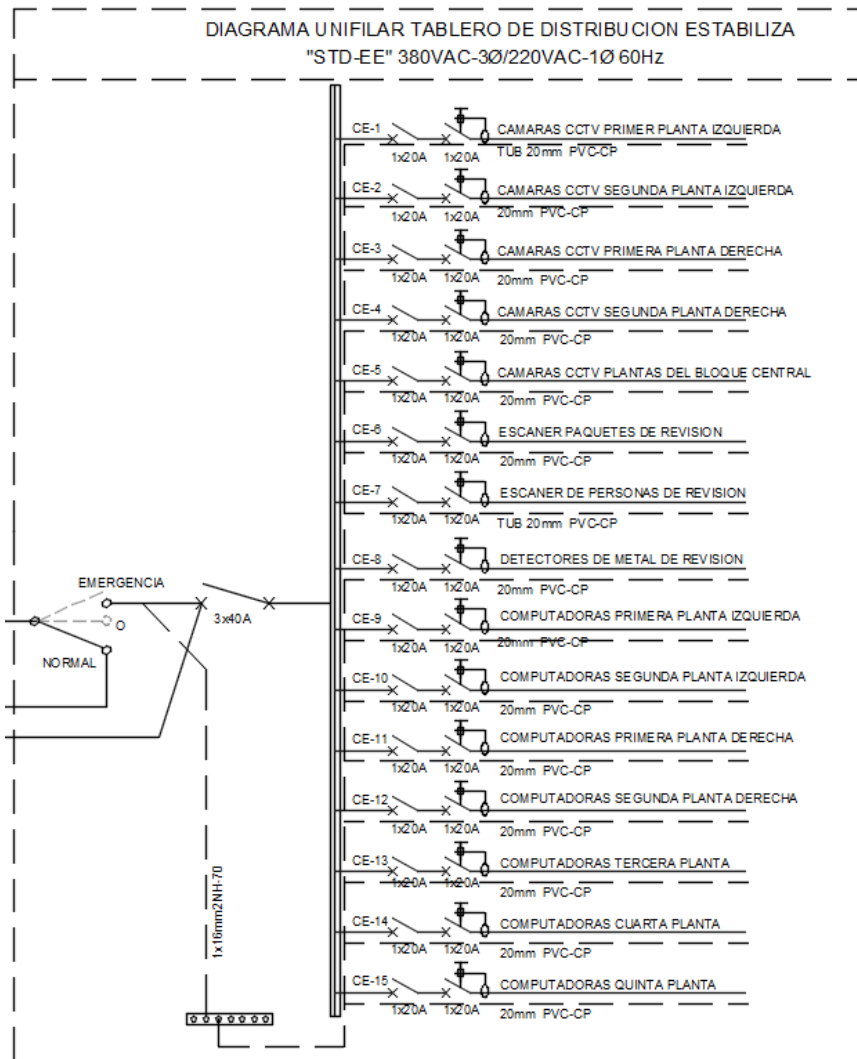 DIAGRAMA UNIFILAR TABLERO DE DISTRIBUCION ESTABILIZA
"STD-EE" 380VAC-3Ø/220VAC-1Ø 60Hz
CE-1 CAMARAS CCTV PRIMER PLANTA IZQUIERDA
1x20A 1x20A TUB 20mm PVC-CP
CE-2 CAMARAS CCTV SEGUNDA PLANTA IZQUIERDA
1x20A 1x20A 20mm PVC-CP
CE-3 CAMARAS CCTV PRIMERA PLANTA DERECHA
1x20A 1x20A 20mm PVC-CP
CE-4 CAMARAS CCTV SEGUNDA PLANTA DERECHA
1x20A 1x20A 20mm PVC-CP
CE-5 CAMARAS CCTV PLANTAS DEL BLOQUE CENTRAL
1x20A 1x20A 20mm PVC-CP
CE-6 ESCANER PAQUETES DE REVISION
1x20A 1x20A 20mm PVC-CP
CE-7 ESCANER DE PERSONAS DE REVISION
1x20A 1x20A TUB 20mm PVC-CP
CE-8 DETECTORES DE METAL DE REVISION
1x20A 1x20A 20mm PVC-CP
EMERGENCIA
O
3x40A
NORMAL
CE-9 COMPUTADORAS PRIMERA PLANTA IZQUIERDA
1x20A 1x20A 20mm PVC-CP
CE-10 COMPUTADORAS SEGUNDA PLANTA IZQUIERDA
1x20A 1x20A 20mm PVC-CP
CE-11 COMPUTADORAS PRIMERA PLANTA DERECHA
1x20A 1x20A 20mm PVC-CP
CE-12 COMPUTADORAS SEGUNDA PLANTA DERECHA
1x20A 1x20A 20mm PVC-CP
CE-13 COMPUTADORAS TERCERA PLANTA
1x20A 1x20A 20mm PVC-CP
CE-14 COMPUTADORAS CUARTA PLANTA
1x20A 1x20A 20mm PVC-CP
CE-15 COMPUTADORAS QUINTA PLANTA
1x20A 1x20A 20mm PVC-CP
1x16mm2NH-70